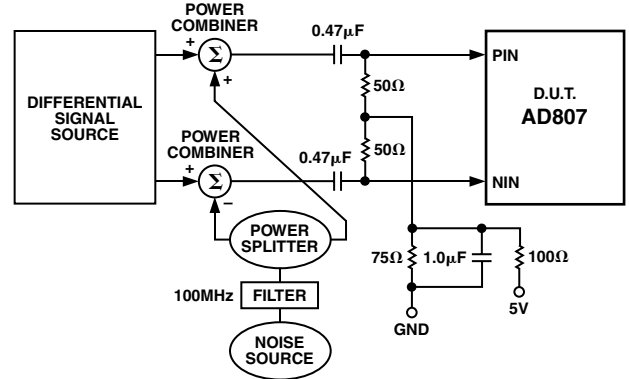 POWER
COMBINER
0.47µF
+
Σ
+
PIN
50Ω
DIFFERENTIAL
SIGNAL
SOURCE
D.U.T.
AD807
POWER
COMBINER
0.47µF
50Ω
+
Σ
−
NIN
POWER
SPLITTER
75Ω
1.0µF
100Ω
100MHz
FILTER
5V
GND
NOISE
SOURCE